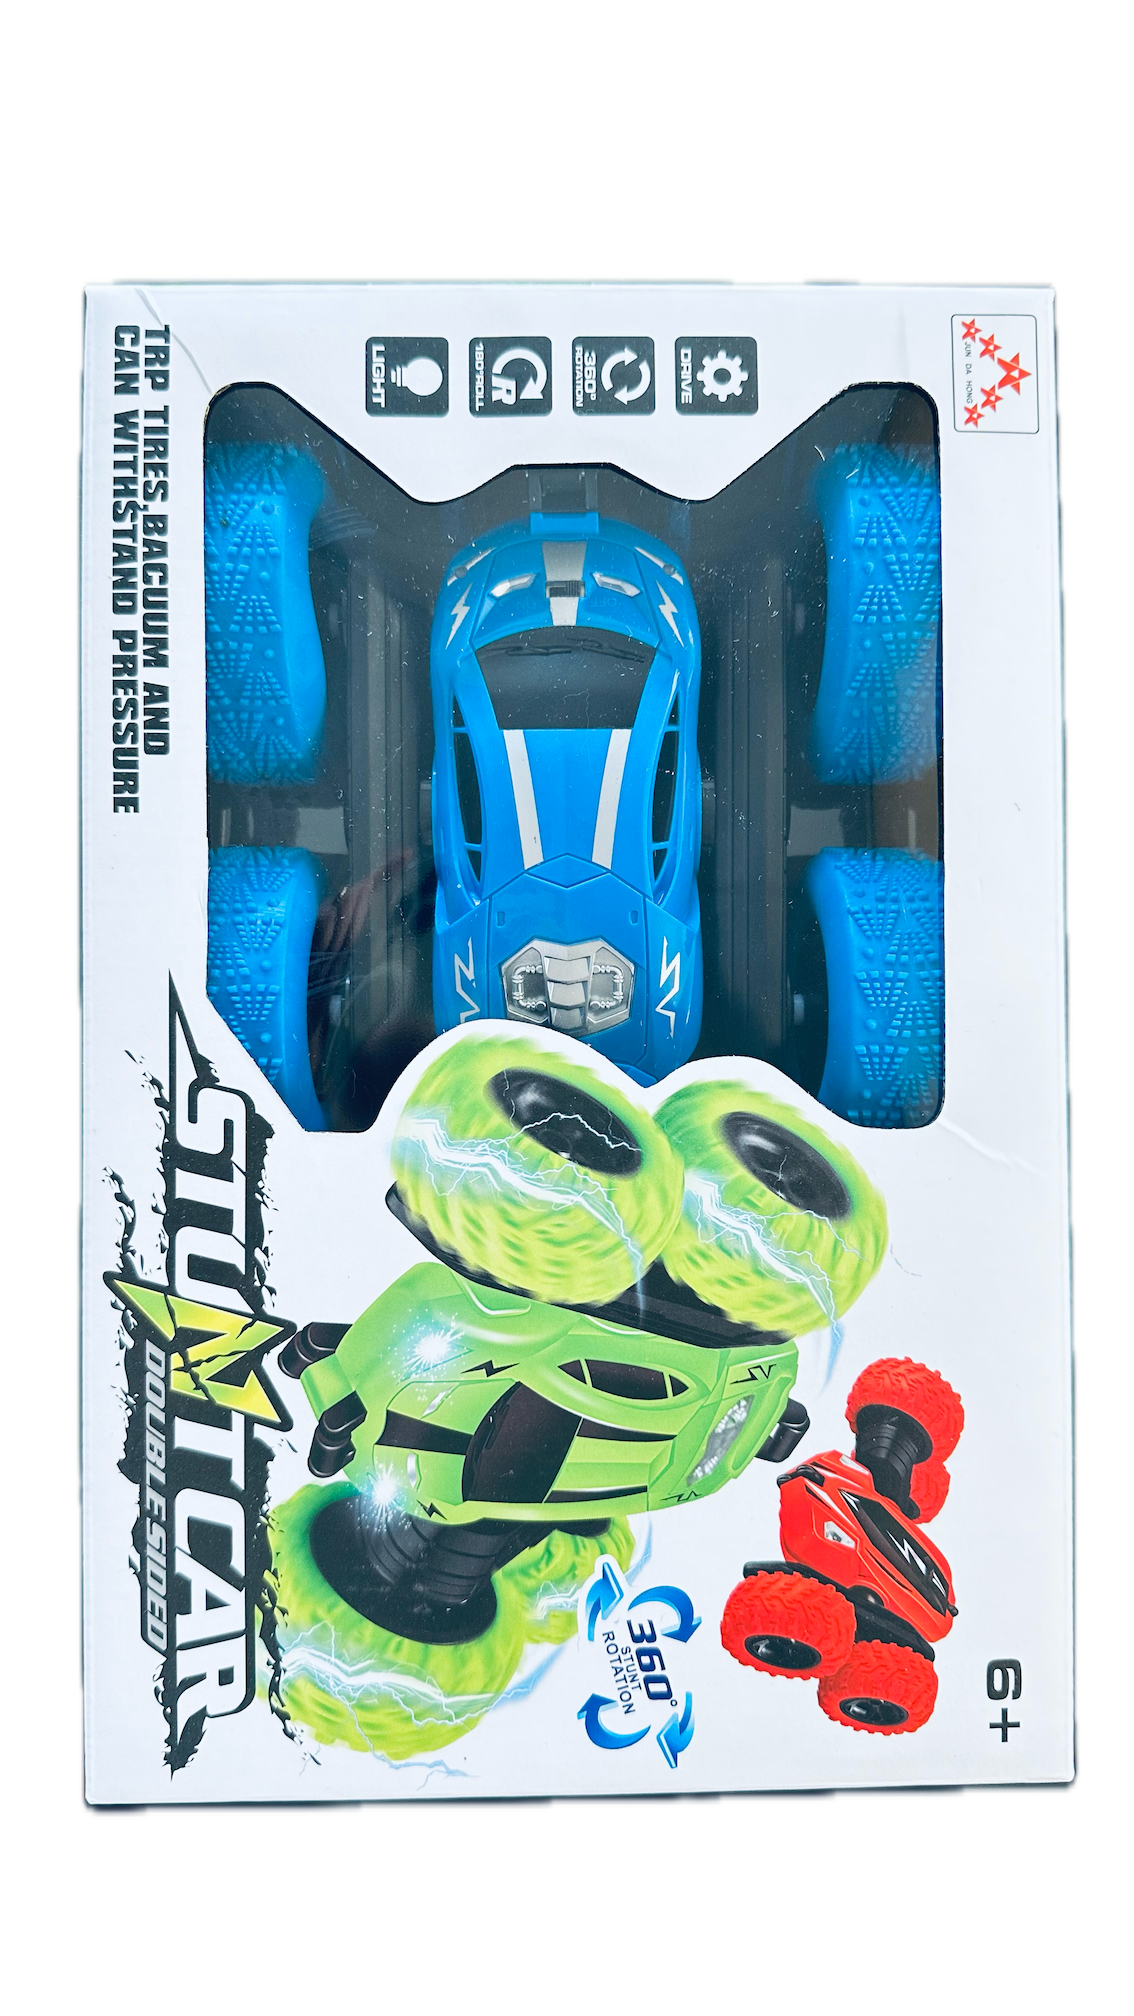 JUN DA HONG
DRIVE
360°
ROTATION
180°ROLL
LIGHT
TRP TIRES,BACUUM AND
CAN WITHSTAND PRESSURE
6+
360°
STUNT
ROTATION
STUNTCAR
DOUBLESIDED